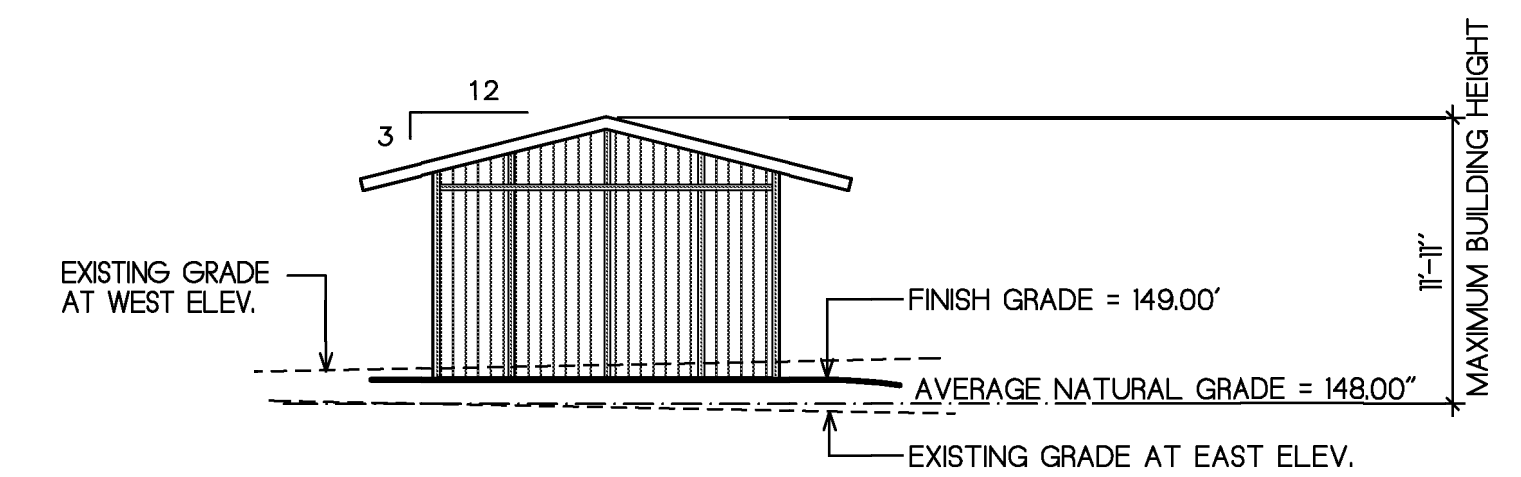 12
3
EXISTING GRADE
AT WEST ELEV.
FINISH GRADE = 149.00'
AVERAGE NATURAL GRADE = 148.00"
EXISTING GRADE AT EAST ELEV.
11'-11"
MAXIMUM BUILDING HEIGHT